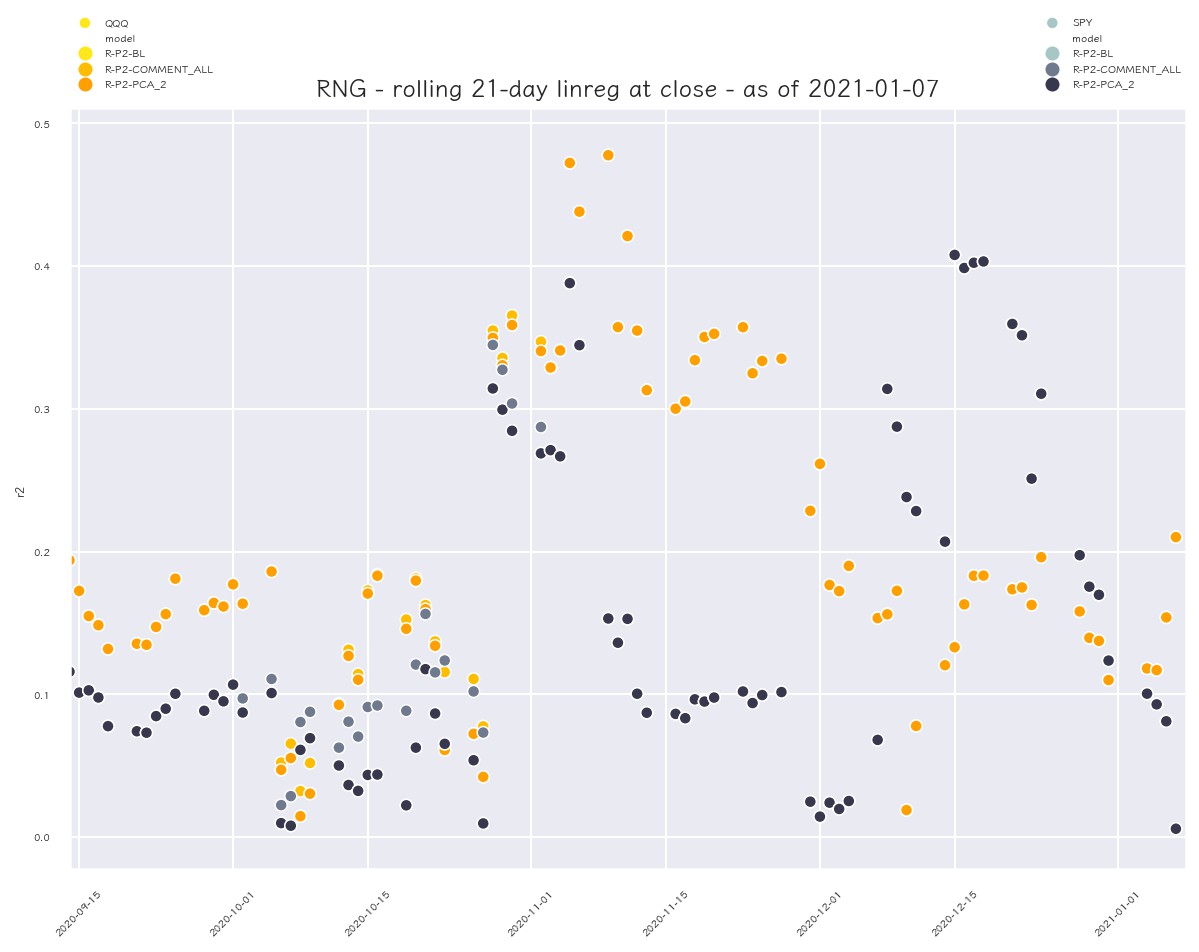 QQQ
model
R-P2-BL
R-P2-COMMENT_ALL
R-P2-PCA_2
SPY
model
R-P2-BL
R-P2-COMMENT_ALL
R-P2-PCA_2
RNG - rolling 21-day linreg at close - as of 2021-01-07
0.5
0.4
0.3
0.2
0.1
0.0
r2
2020-09-15
2020-10-01
2020-10-15
2020-11-01
2020-11-15
2020-12-01
2020-12-15
2021-01-01